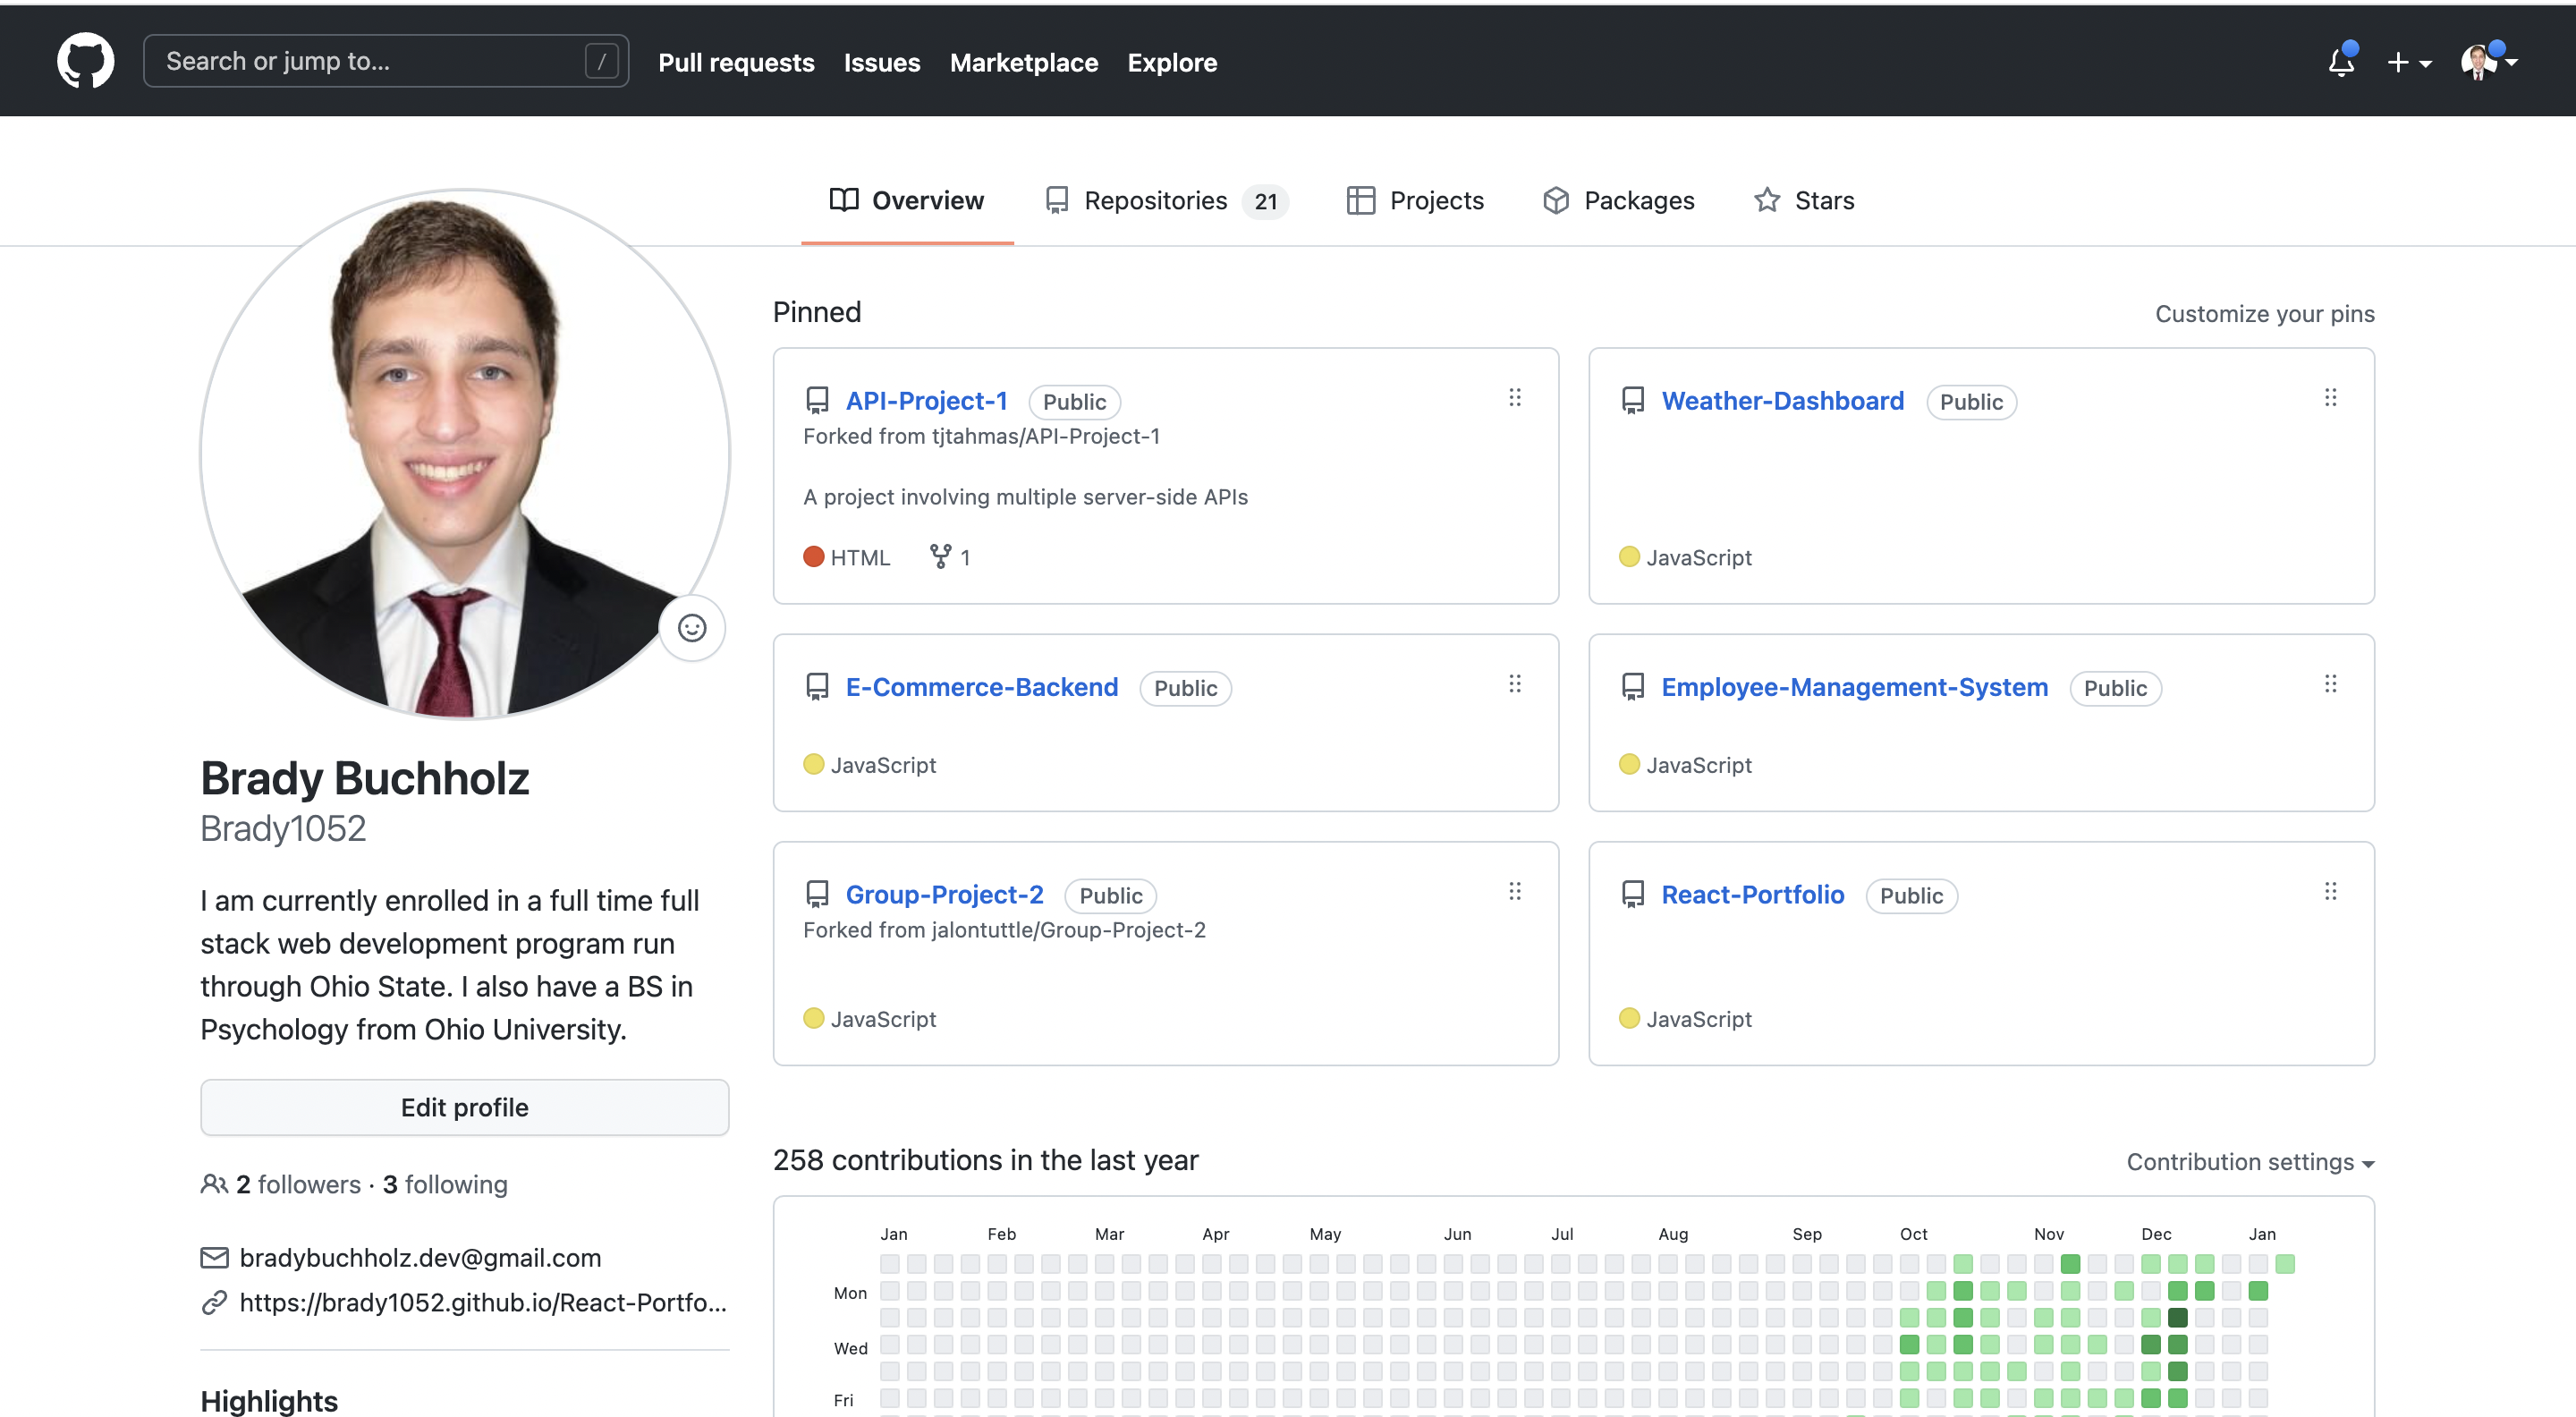 Search or jump to...
/
Pull requests
Issues
Marketplace
Explore
Overview
Repositories 21
Projects
Packages
Stars
Brady Buchholz
Brady1052
I am currently enrolled in a full time full
stack web development program run
through Ohio State. I also have a BS in
Psychology from Ohio University.
Edit profile
2 followers · 3 following
bradybuchholz.dev@gmail.com
https://brady1052.github.io/React-Portfo...
Highlights
Pinned
Customize your pins
API-Project-1 Public
Forked from tjtahmas/API-Project-1
A project involving multiple server-side APIs
HTML 1
Weather-Dashboard Public
JavaScript
E-Commerce-Backend Public
JavaScript
Employee-Management-System Public
JavaScript
Group-Project-2 Public
Forked from jalontuttle/Group-Project-2
JavaScript
React-Portfolio Public
JavaScript
258 contributions in the last year
Contribution settings
Jan Feb Mar Apr May Jun Jul Aug Sep Oct Nov Dec Jan
Mon
Wed
Fri